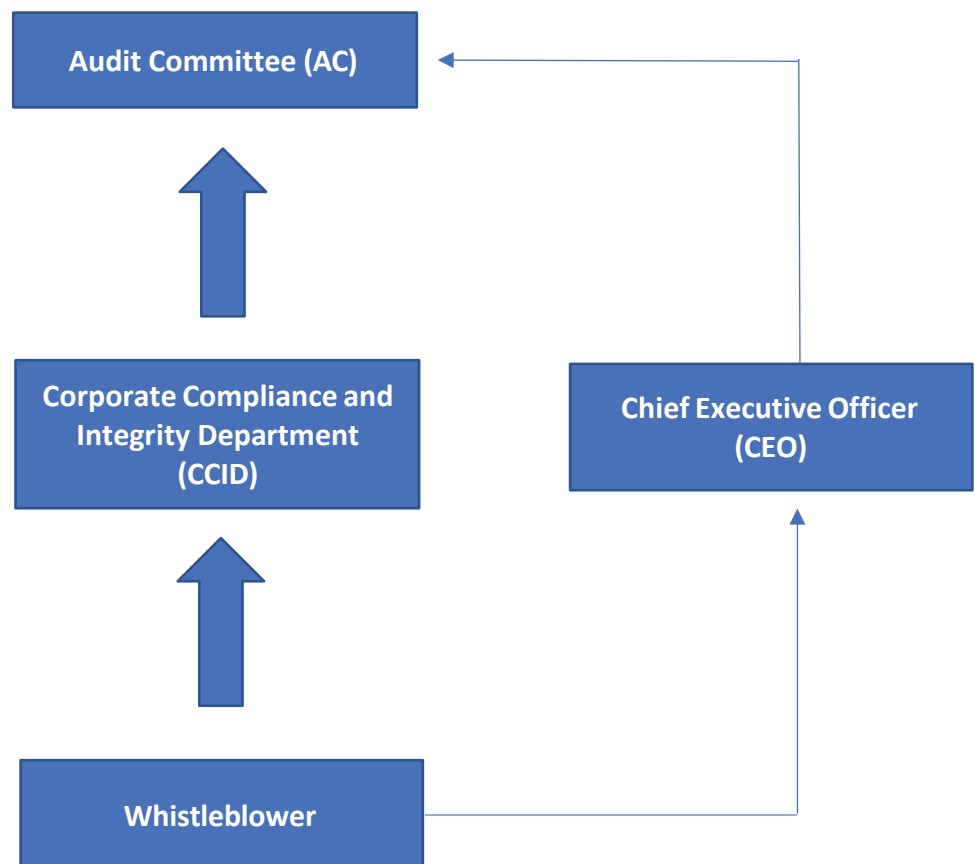 Audit Committee (AC)
Corporate Compliance and
Integrity Department
(CCID)
Chief Executive Officer
(CEO)
Whistleblower